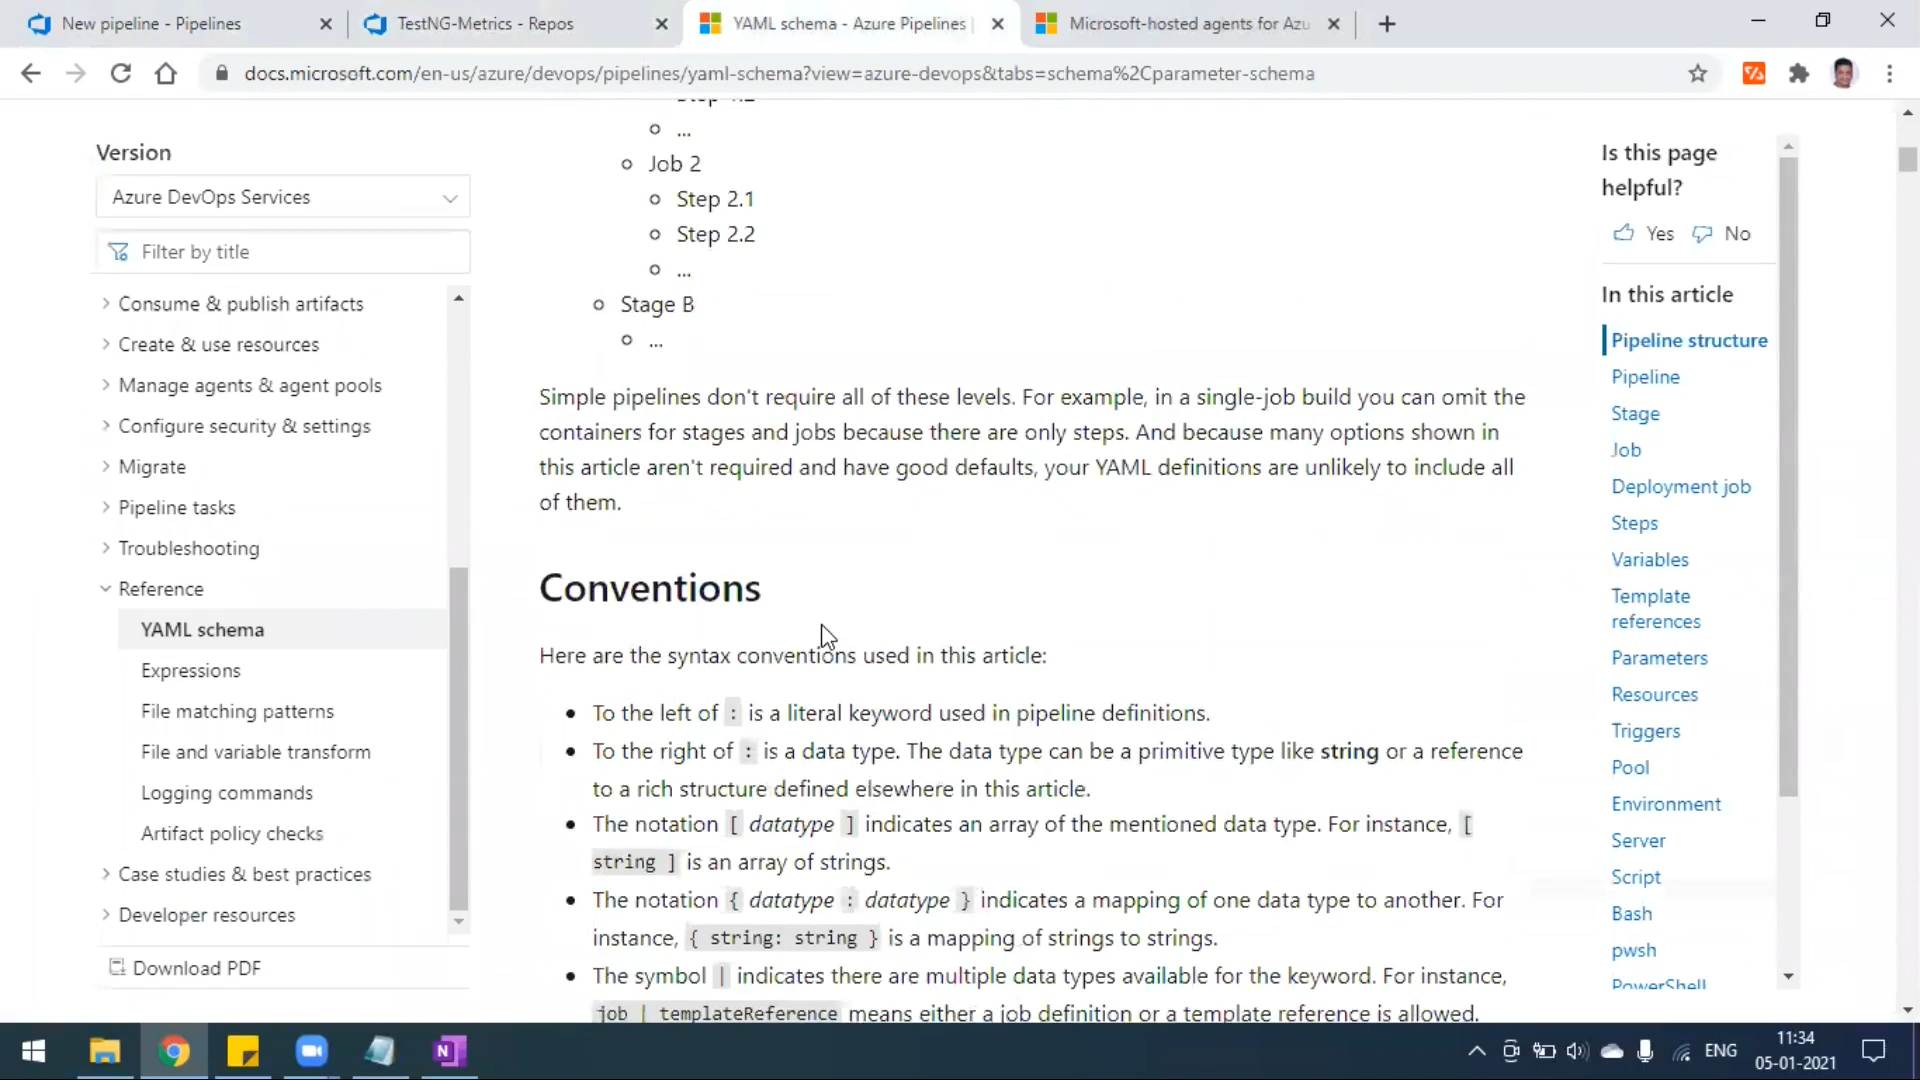 New pipeline - Pipelines
TestNG-Metrics - Repos
YAML schema - Azure Pipelines |
Microsoft-hosted agents for Azu
docs.microsoft.com/en-us/azure/devops/pipelines/yaml-schema?view=azure-devops&tabs=schema%2Cparameter-schema
Version
Azure DevOps Services
Filter by title
Consume & publish artifacts
Create & use resources
Manage agents & agent pools
Configure security & settings
Migrate
Pipeline tasks
Troubleshooting
Reference
YAML schema
Expressions
File matching patterns
File and variable transform
Logging commands
Artifact policy checks
Case studies & best practices
Developer resources
Download PDF
...
Job 2
Step 2.1
Step 2.2
...
Stage B
...
Simple pipelines don't require all of these levels. For example, in a single-job build you can omit the
containers for stages and jobs because there are only steps. And because many options shown in
this article aren't required and have good defaults, your YAML definitions are unlikely to include all
of them.
Conventions
Here are the syntax conventions used in this article:
To the left of : is a literal keyword used in pipeline definitions.
To the right of : is a data type. The data type can be a primitive type like string or a reference
to a rich structure defined elsewhere in this article.
The notation [ datatype ] indicates an array of the mentioned data type. For instance, [
string ] is an array of strings.
The notation { datatype : datatype } indicates a mapping of one data type to another. For
instance, { string: string } is a mapping of strings to strings.
The symbol | indicates there are multiple data types available for the keyword. For instance,
job | templateReference means either a job definition or a template reference is allowed.
Is this page
helpful?
Yes No
In this article
Pipeline structure
Pipeline
Stage
Job
Deployment job
Steps
Variables
Template
references
Parameters
Resources
Triggers
Pool
Environment
Server
Script
Bash
pwsh
PowerShell
ENG
11:34
05-01-2021